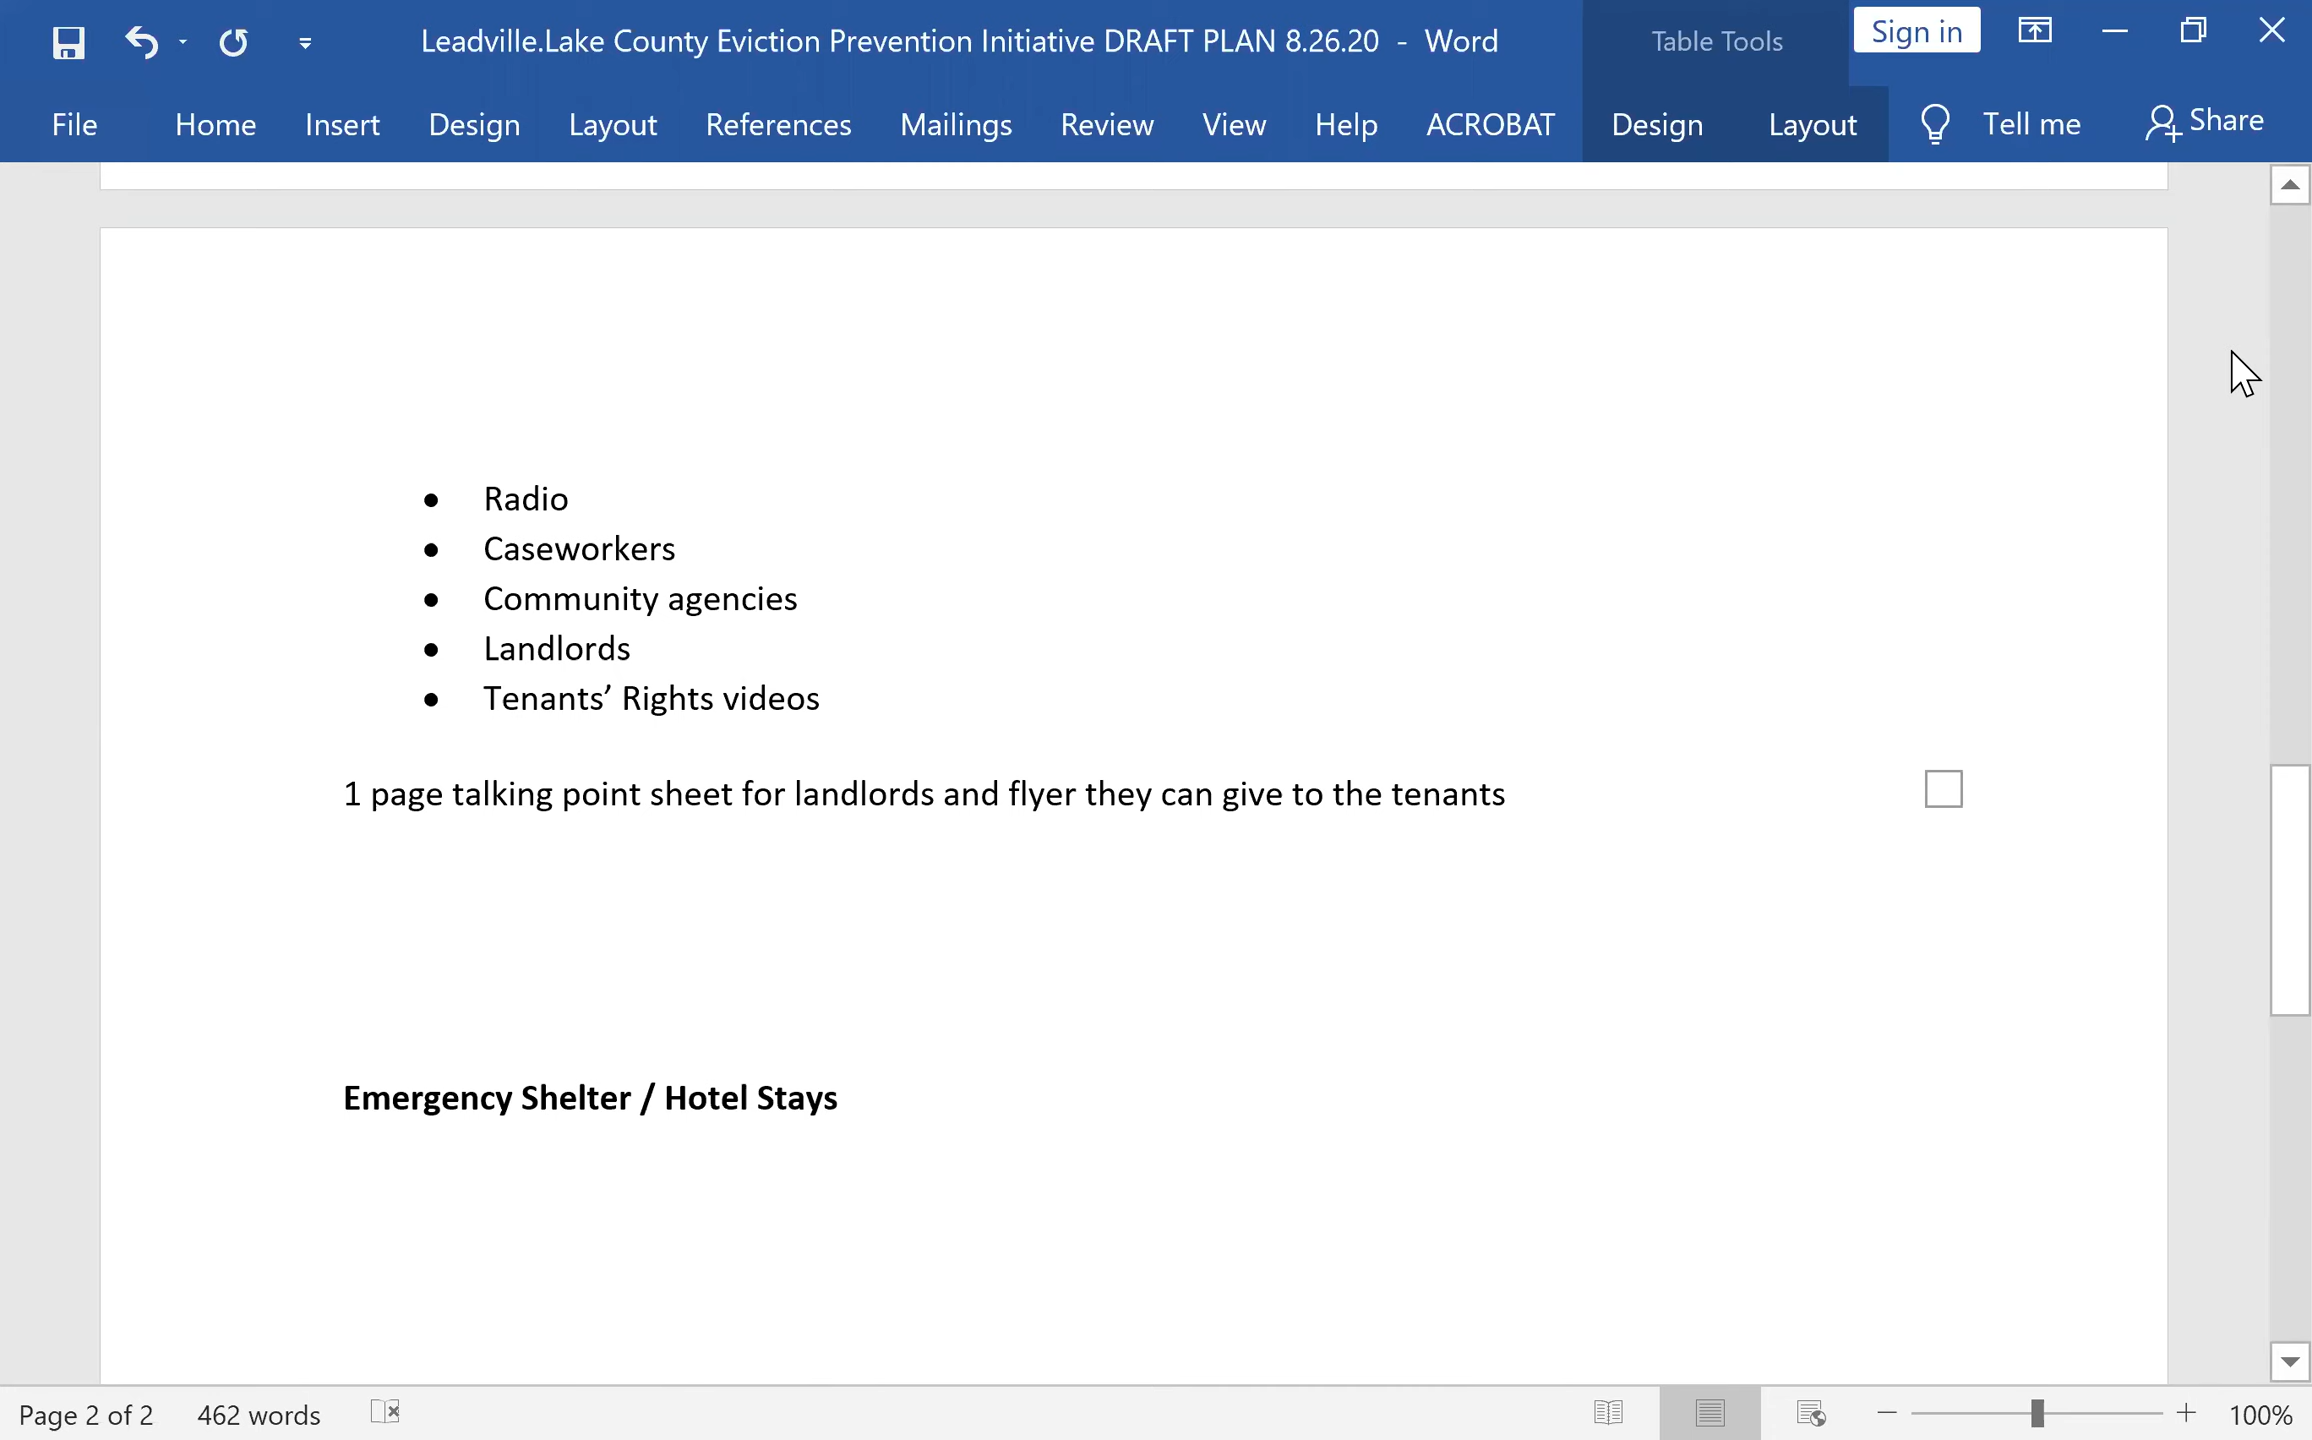 Leadville.Lake County Eviction Prevention Initiative DRAFT PLAN 8.26.20 - Word
Table Tools
Sign in
File Home Insert Design Layout References Mailings Review View Help ACROBAT Design Layout Tell me Share
• Radio
• Caseworkers
• Community agencies
• Landlords
• Tenants’ Rights videos
1 page talking point sheet for landlords and flyer they can give to the tenants
Emergency Shelter / Hotel Stays
Page 2 of 2 462 words 100%